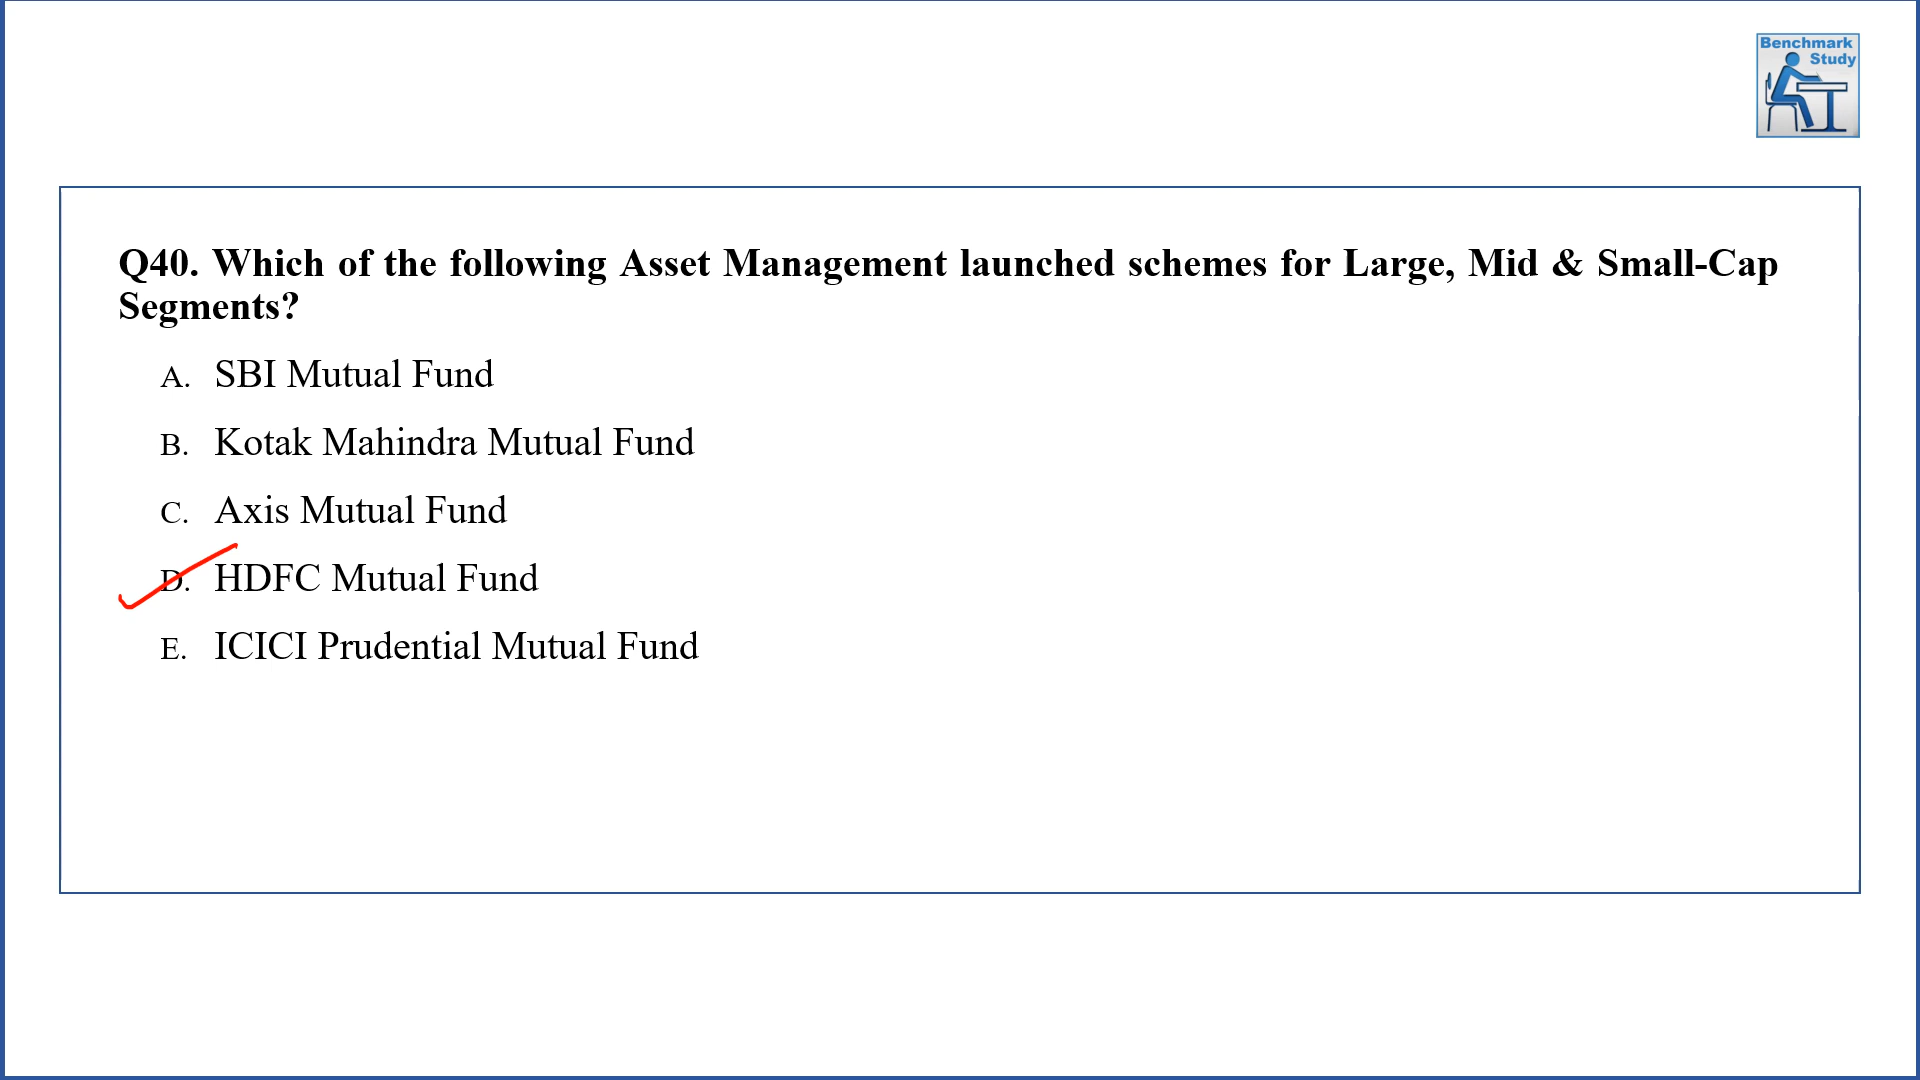 Benchmark
Study
Q40. Which of the following Asset Management launched schemes for Large, Mid & Small-Cap
Segments?
A. SBI Mutual Fund
B. Kotak Mahindra Mutual Fund
C. Axis Mutual Fund
D. HDFC Mutual Fund
E. ICICI Prudential Mutual Fund